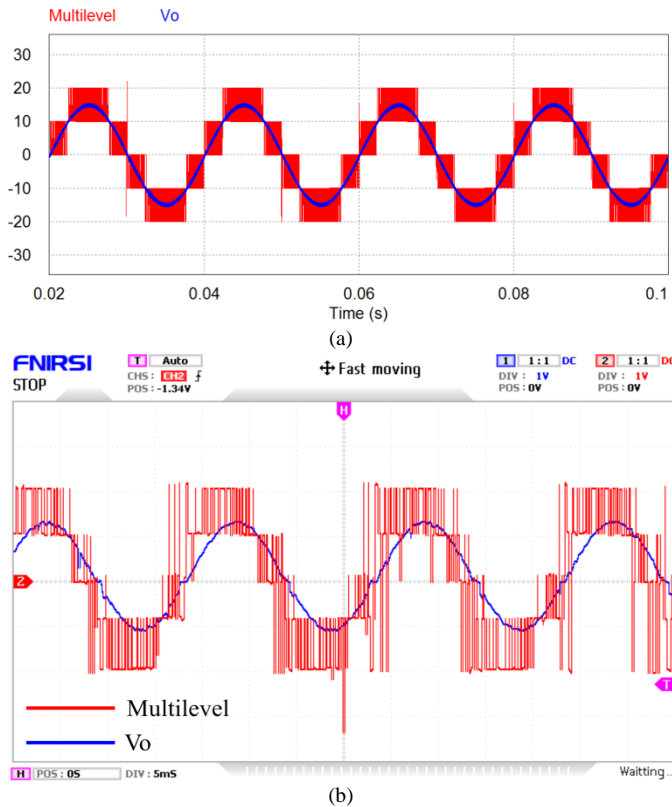 Multilevel Vo
30
20
10
0
-10
-20
-30
0.02 0.04 0.06 0.08 0.1
Time (s)
(a)
FNIRSI
STOP
T Auto
CHS: CH2
POS: -1.34V
Fast moving
1 1:1 DC
DIV: 1V
POS: 0V
2 1:1
DIV: 1V
POS: 0V
H
2
T
Multilevel
Vo
H POS: 0S DIV: 5mS
Waitting..
(b)